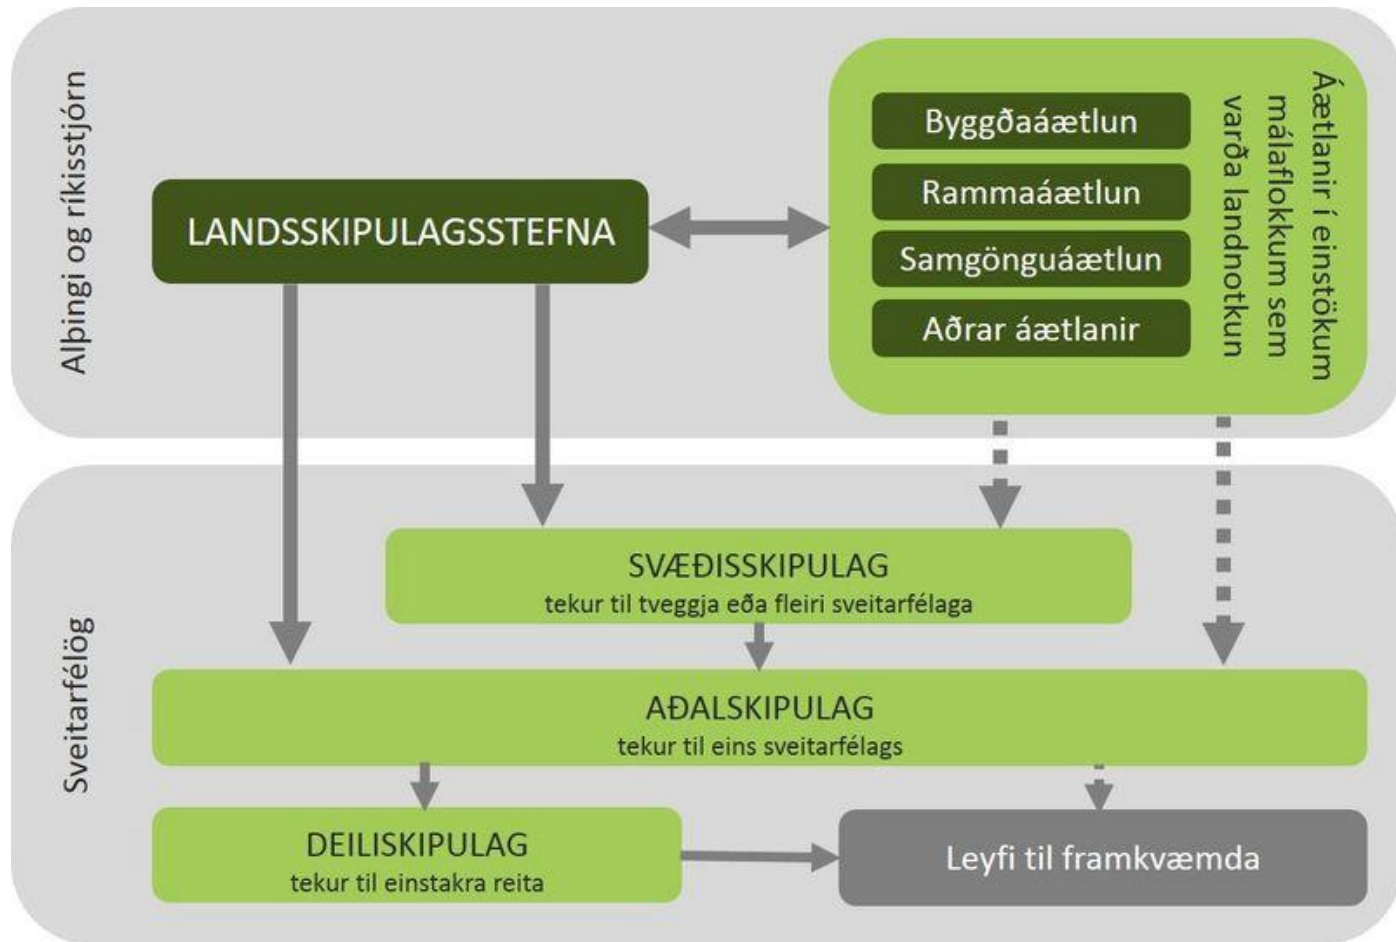 Alþingi og ríkisstjórn
LANDSSKIPULAGSSTEFNA
Byggðaáætlun
Rammaáætlun
Samgönguáætlun
Aðrar áætlanir
Áætlanir í einstökum
málaflokkum sem
varða landnotkun
Sveitarfélög
SVÆÐISSKIPULAG
tekur til tveggja eða fleiri sveitarfélaga
AÐALSKIPULAG
tekur til eins sveitarfélags
DEILISKIPULAG
tekur til einstakra reita
Leyfi til framkvæmda